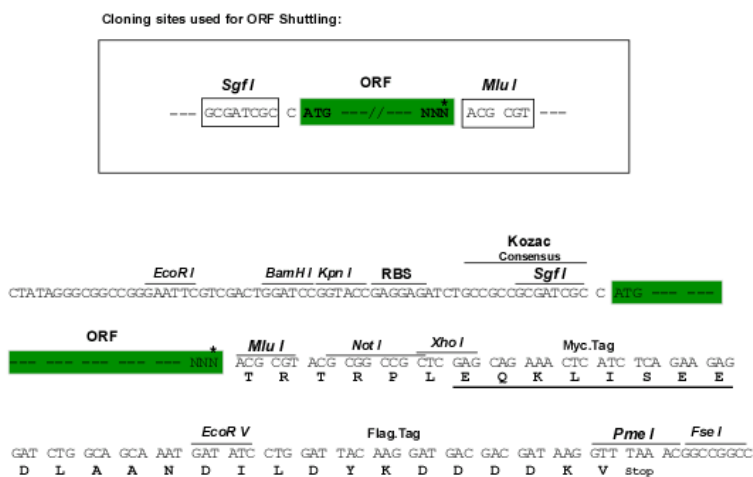 Cloning sites used for ORF Shuttling:
Sgf I ORF Mlu I
--- GCGATCGC C ATG ---//--- NNN* ACG CGT ---
Kozac
Consensus
EcoR I BamH I Kpn I RBS Sgf I
CTATAGGGCGGCCGGGAATTCGTCGACTGGATCCGGTACCGAGGAGATCTGCCGCCGCGATCGC C ATG --- ---
ORF Mlu I Not I Xho I Myc.Tag
--- --- --- --- --- --- NNN* ACG CGT ACG CGG CCG CTC GAG CAG AAA CTC ATC TCA GAA GAG
T R T R P L E Q K L I S E E
EcoR V Flag.Tag Pme I Fse I
GAT CTG GCA GCA AAT GAT ATC CTG GAT TAC AAG GAT GAC GAC GAT AAG GTT TAA ACGGCCGGCC
D L A A N D I L D Y K D D D D K V Stop